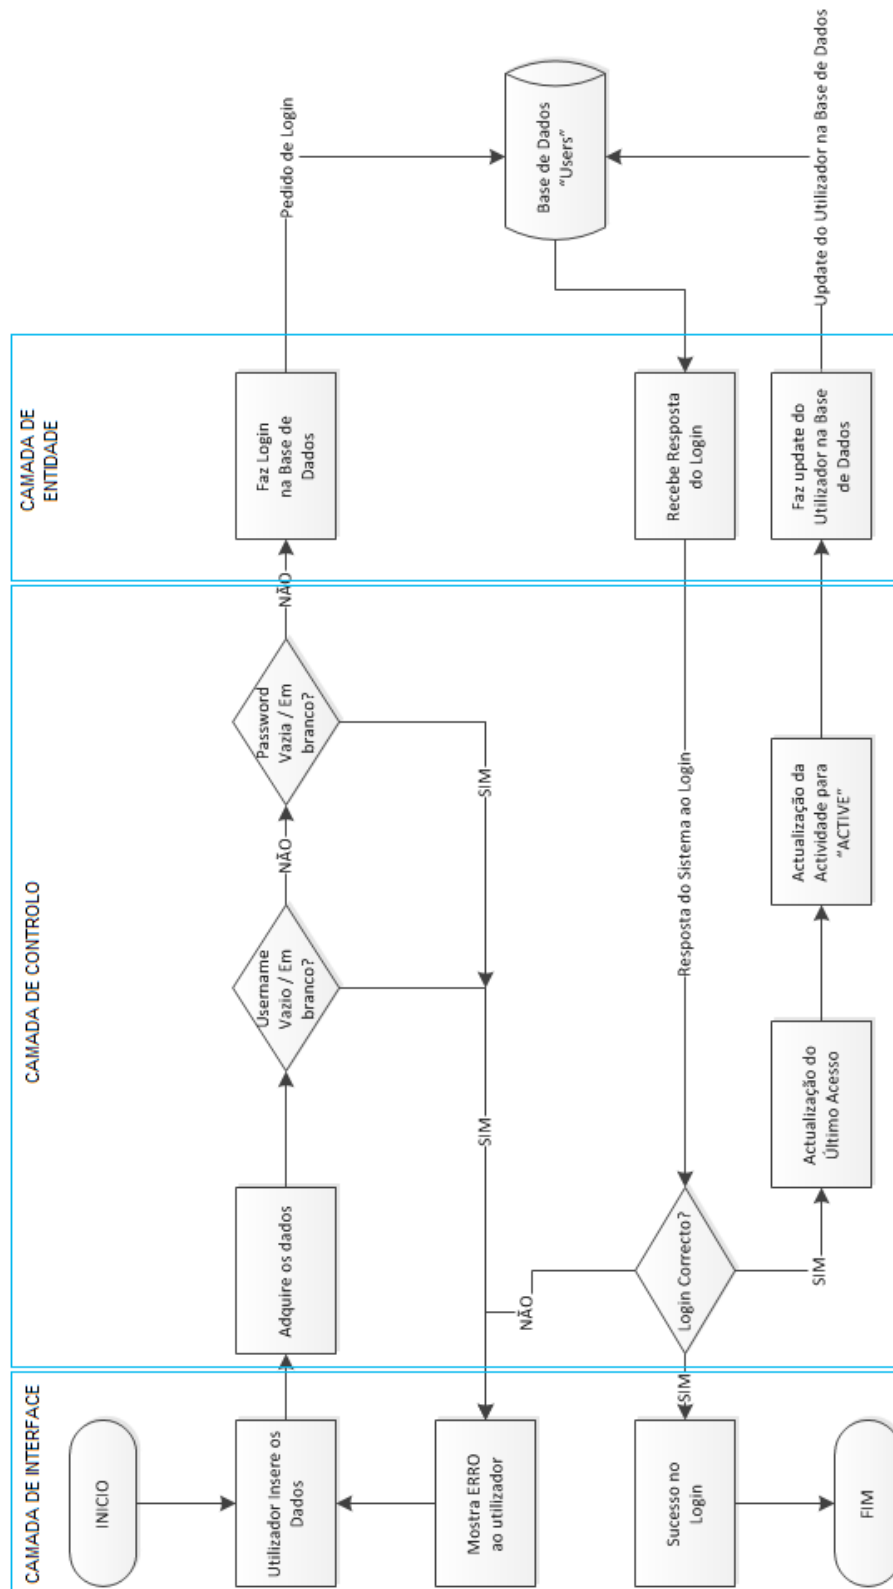 CAMADA DE INTERFACE
INICIO
Utilizador Insere os
Dados
Mostra ERRO
ao utilizador
Sucesso no
Login
FIM
CAMADA DE CONTROLO
Adquire os dados
Username
Vazio / Em
branco?
NÃO
Password
Vazia / Em
branco?
NÃO
SIM
SIM
Resposta do Sistema ao Login
Login Correcto?
NÃO
SIM
SIM
Actualização do
Último Acesso
Actualização da
Actividade para
"ACTIVE"
CAMADA DE
ENTIDADE
Faz Login
na Base de
Dados
Recebe Resposta
do Login
Faz update do
Utilizador na Base
de Dados
Pedido de Login
Base de Dados
"Users"
Update do Utilizador na Base de Dados